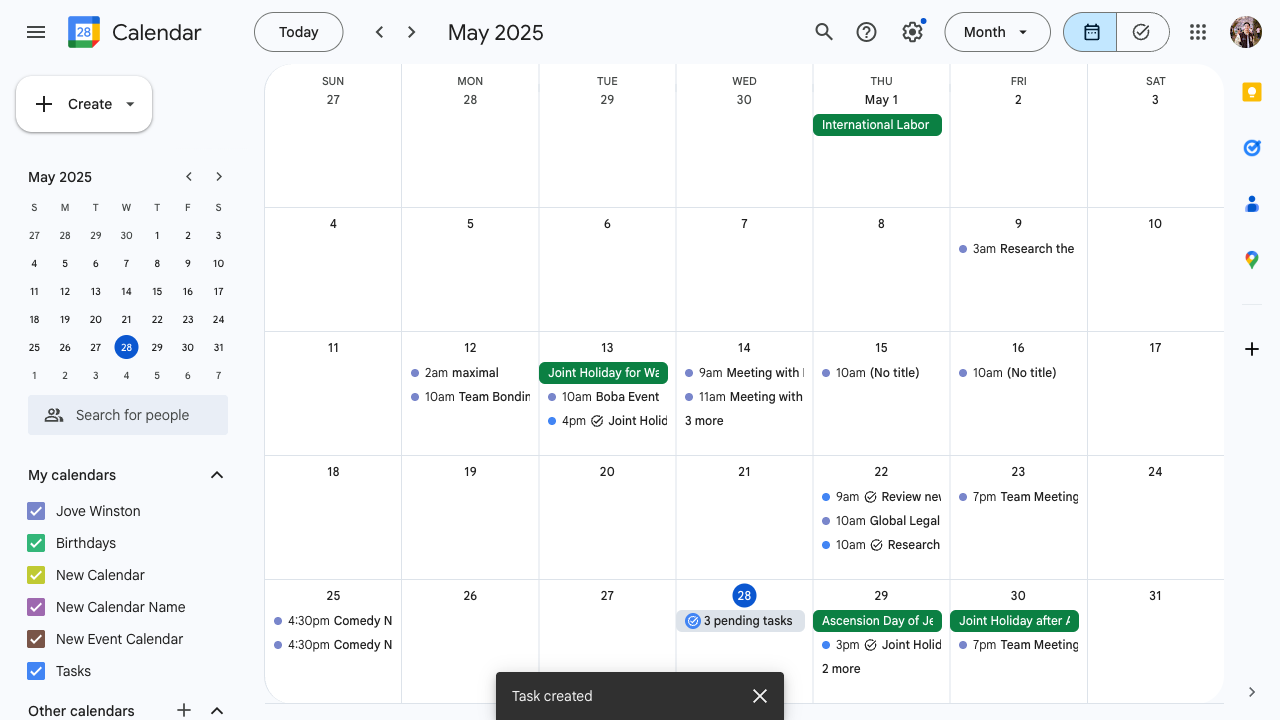 28 Calendar
Today
May 2025
Month
Create
May 2025
S M T W T F S
27 28 29 30 1 2 3
4 5 6 7 8 9 10
11 12 13 14 15 16 17
18 19 20 21 22 23 24
25 26 27 28 29 30 31
1 2 3 4 5 6 7
Search for people
My calendars
Jove Winston
Birthdays
New Calendar
New Calendar Name
New Event Calendar
Tasks
Other calendars
SUN MON TUE WED THU FRI SAT
27 28 29 30 May 1 2 3
International Labor
4 5 6 7 8 9 10
3am Research the
11 12 13 14 15 16 17
2am maximal
10am Team Bondin
Joint Holiday for Wa
10am Boba Event
4pm Joint Holid
9am Meeting with
11am Meeting with
3 more
10am (No title)
10am (No title)
18 19 20 21 22 23 24
9am Review nev
10am Global Legal
10am Research
7pm Team Meeting
25 26 27 28 29 30 31
4:30pm Comedy N
4:30pm Comedy N
3 pending tasks
Ascension Day of Je
3pm Joint Holid
2 more
Joint Holiday after A
7pm Team Meeting
Task created